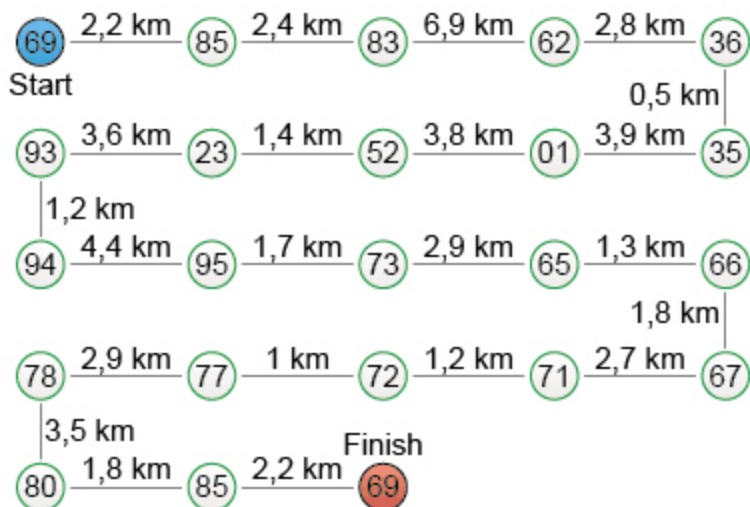 69 2,2 km 85 2,4 km 83 6,9 km 62 2,8 km 36
Start
0,5 km
93 3,6 km 23 1,4 km 52 3,8 km 01 3,9 km 35
1,2 km
94 4,4 km 95 1,7 km 73 2,9 km 65 1,3 km 66
1,8 km
78 2,9 km 77 1 km 72 1,2 km 71 2,7 km 67
3,5 km
Finish
80 1,8 km 85 2,2 km 69